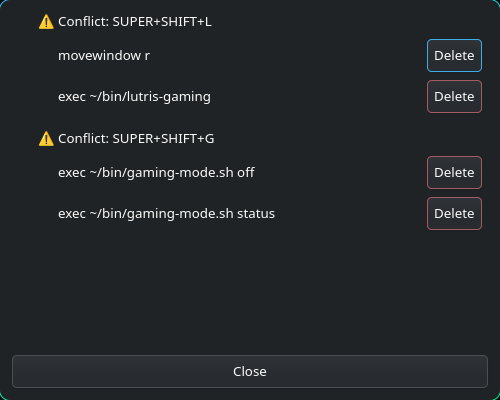 ⚠️ Conflict: SUPER+SHIFT+L
movewindow r Delete
exec ~/bin/lutris-gaming Delete
⚠️ Conflict: SUPER+SHIFT+G
exec ~/bin/gaming-mode.sh off Delete
exec ~/bin/gaming-mode.sh status Delete
Close